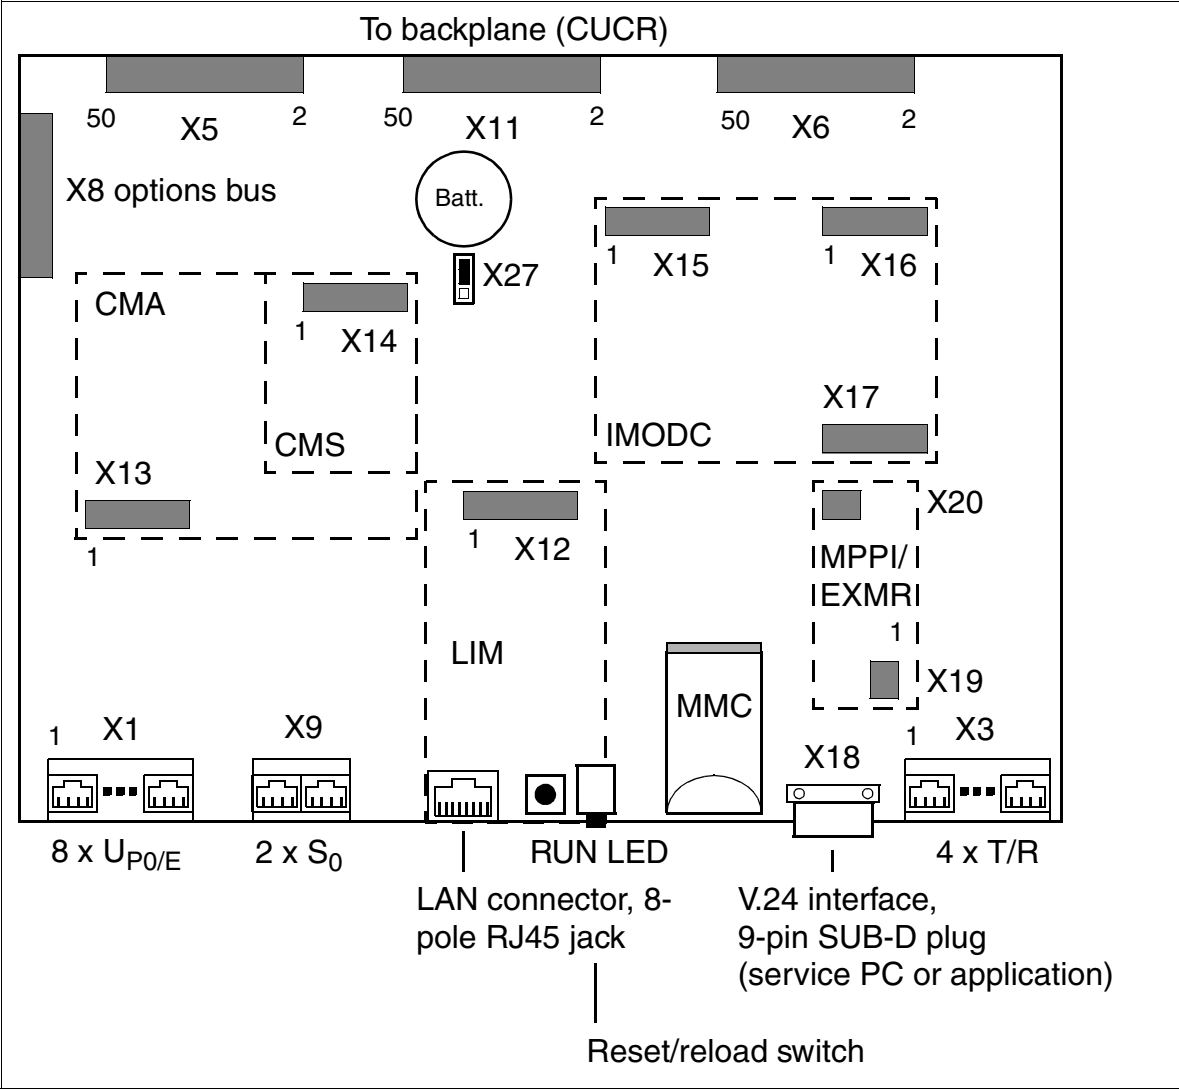 To backplane (CUCR)
50 X5 2
50 X11 2
50 X6 2
X8 options bus
Batt.
X27
1 X15
1 X16
CMA
1 X14
X17
IMODC
CMS
X13
1
1 X12
X20
MPPI/
EXMR
1
LIM
X19
MMC
1 X1
X9
X18
1 X3
8 x UP0/E
2 x S0
RUN LED
4 x T/R
LAN connector, 8-
pole RJ45 jack
V.24 interface,
9-pin SUB-D plug
(service PC or application)
Reset/reload switch